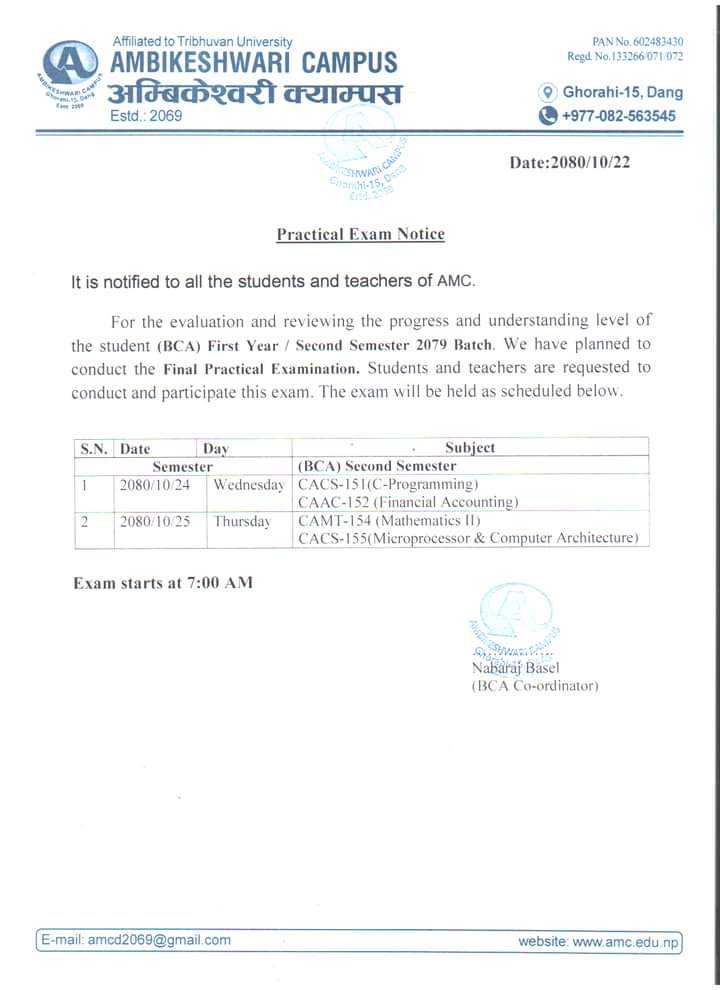 Affiliated to Tribhuvan University
AMBIKESHWARI CAMPUS
अम्बिकेश्वरी क्याम्पस
Estd.: 2069
PAN No. 602483430
Regd. No.133266/071/072
Ghorahi-15, Dang
+977-082-563545
AMBIKESHWARI CAMPUS
Ghorahi-15, Dang
Estd. 2069
Date:2080/10/22
Practical Exam Notice
It is notified to all the students and teachers of AMC.
For the evaluation and reviewing the progress and understanding level of
the student (BCA) First Year / Second Semester 2079 Batch. We have planned to
conduct the Final Practical Examination. Students and teachers are requested to
conduct and participate this exam. The exam will be held as scheduled below.
S.N. Date Day Subject
Semester (BCA) Second Semester
1 2080/10/24 Wednesday CACS-151(C-Programming)
CAAC-152 (Financial Accounting)
2 2080/10/25 Thursday CAMT-154 (Mathematics II)
CACS-155(Microprocessor & Computer Architecture)
Exam starts at 7:00 AM
AMBIKESHWARI CAMPUS
Nabaraj Basel
(BCA Co-ordinator)
E-mail: amcd2069@gmail.com
website: www.amc.edu.np